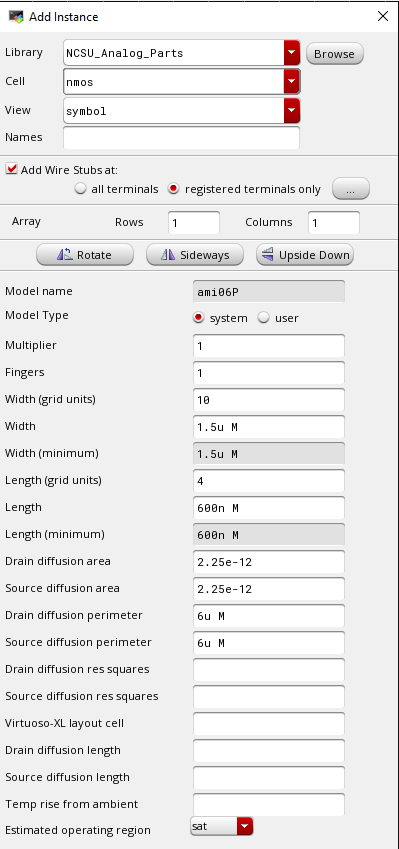 Add Instance
Library NCSU_Analog_Parts Browse
Cell nmos
View symbol
Names
Add Wire Stubs at:
all terminals registered terminals only ...
Array Rows 1 Columns 1
Rotate Sideways Upside Down
Model name ami06P
Model Type system user
Multiplier 1
Fingers 1
Width (grid units) 10
Width 1.5u M
Width (minimum) 1.5u M
Length (grid units) 4
Length 600n M
Length (minimum) 600n M
Drain diffusion area 2.25e-12
Source diffusion area 2.25e-12
Drain diffusion perimeter 6u M
Source diffusion perimeter 6u M
Drain diffusion res squares
Source diffusion res squares
Virtuoso-XL layout cell
Drain diffusion length
Source diffusion length
Temp rise from ambient
Estimated operating region sat